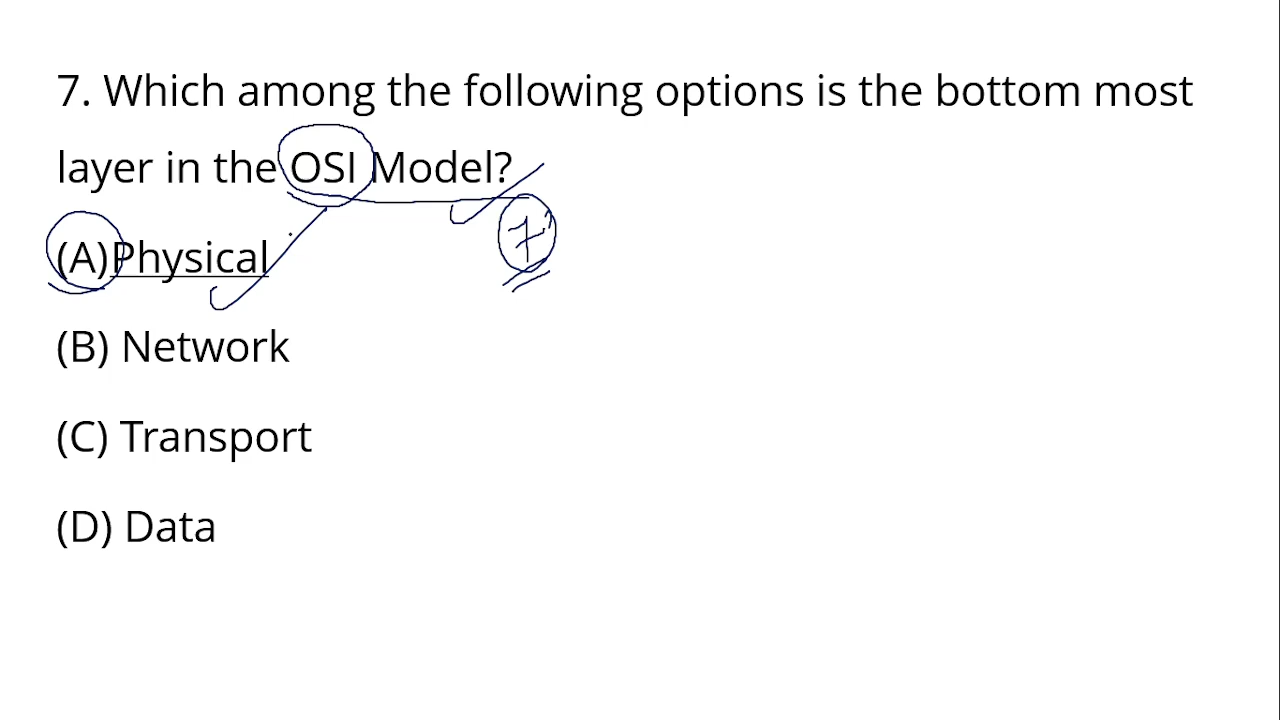 7. Which among the following options is the bottom most
layer in the OSI Model?
7
(A)Physical
(B) Network
(C) Transport
(D) Data